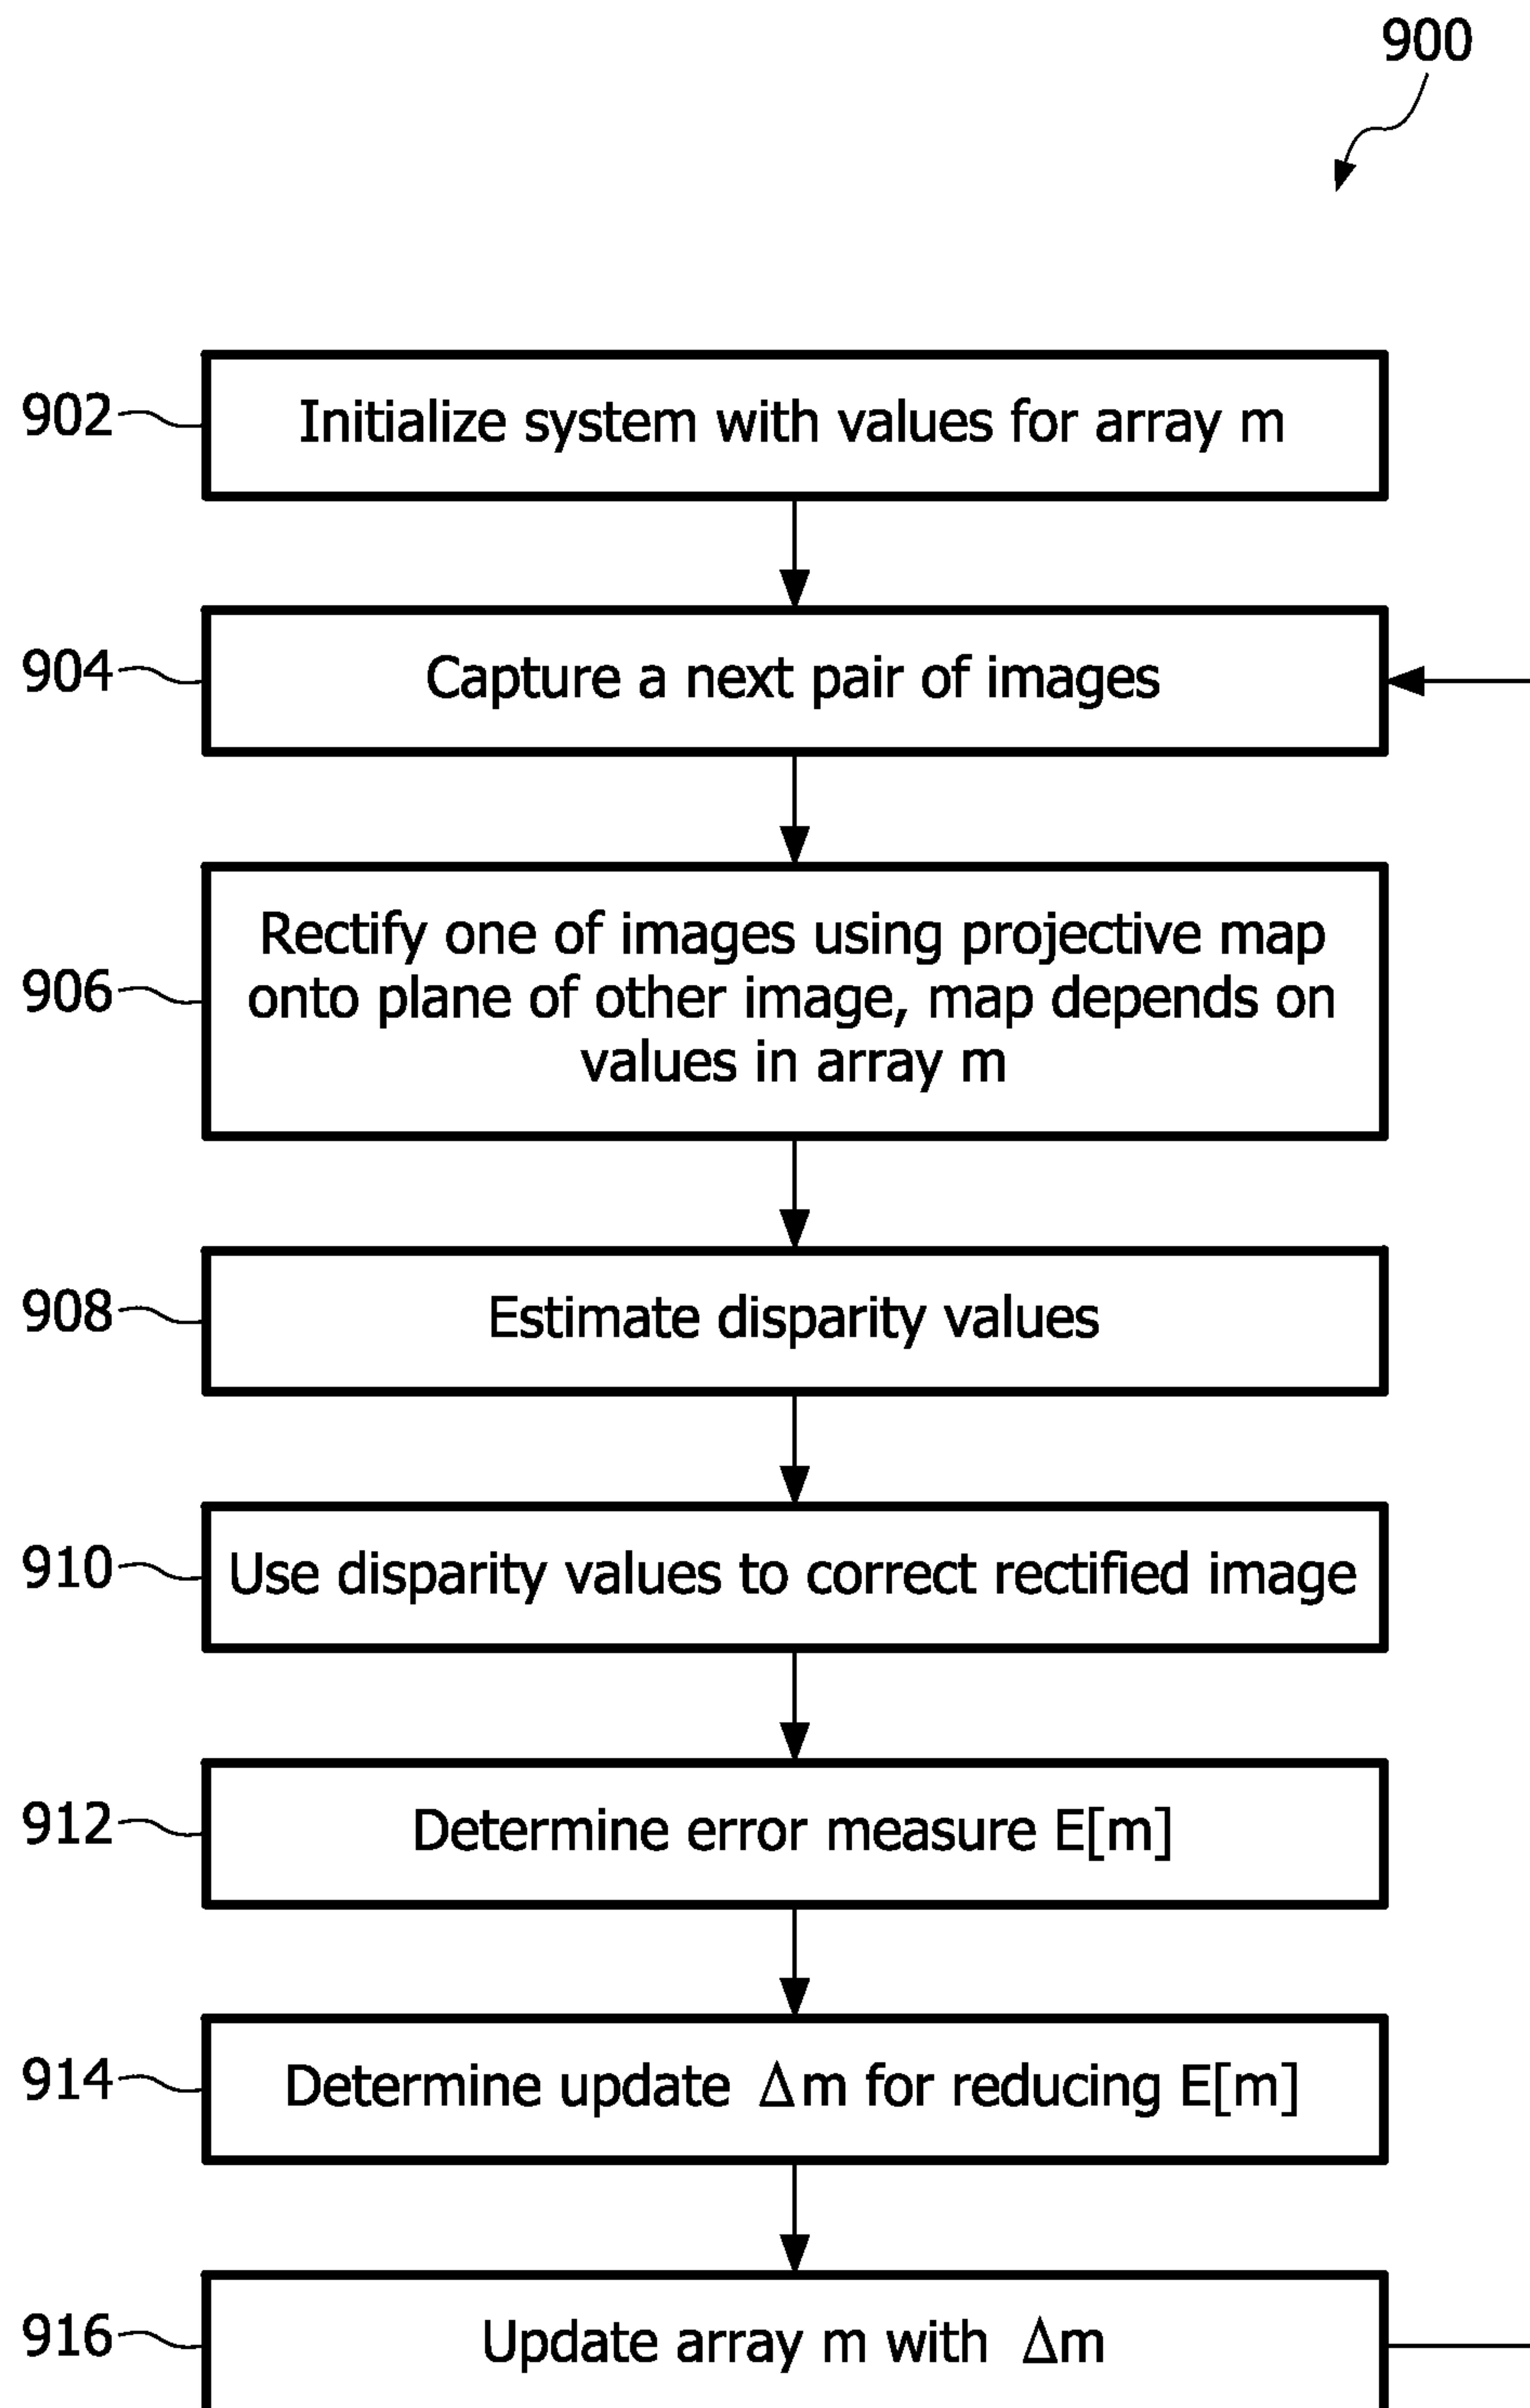 900
902
Initialize system with values for array m
904
Capture a next pair of images
906
Rectify one of images using projective map
onto plane of other image, map depends on
values in array m
908
Estimate disparity values
910
Use disparity values to correct rectified image
912
Determine error measure E[m]
914
Determine update Δm for reducing E[m]
916
Update array m with Δm